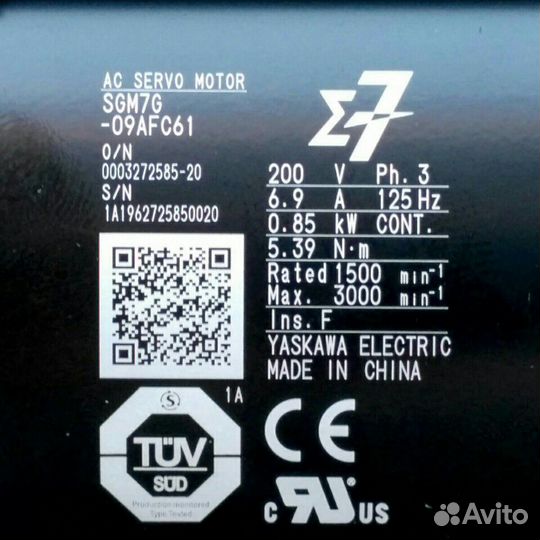 AC SERVO MOTOR
SGM7G
-09AFC61
O/N
0003272585-20
S/N
1A1962725850020
Σ-7
200 V Ph. 3
6.9 A 125 Hz
0.85 kW CONT.
5.39 N·m
Rated 1500 min⁻¹
Max. 3000 min⁻¹
Ins. F
YASKAWA ELECTRIC
MADE IN CHINA
1A
S
TÜV
SÜD
Production monitored
Type Tested
CE
c RU US
Avito